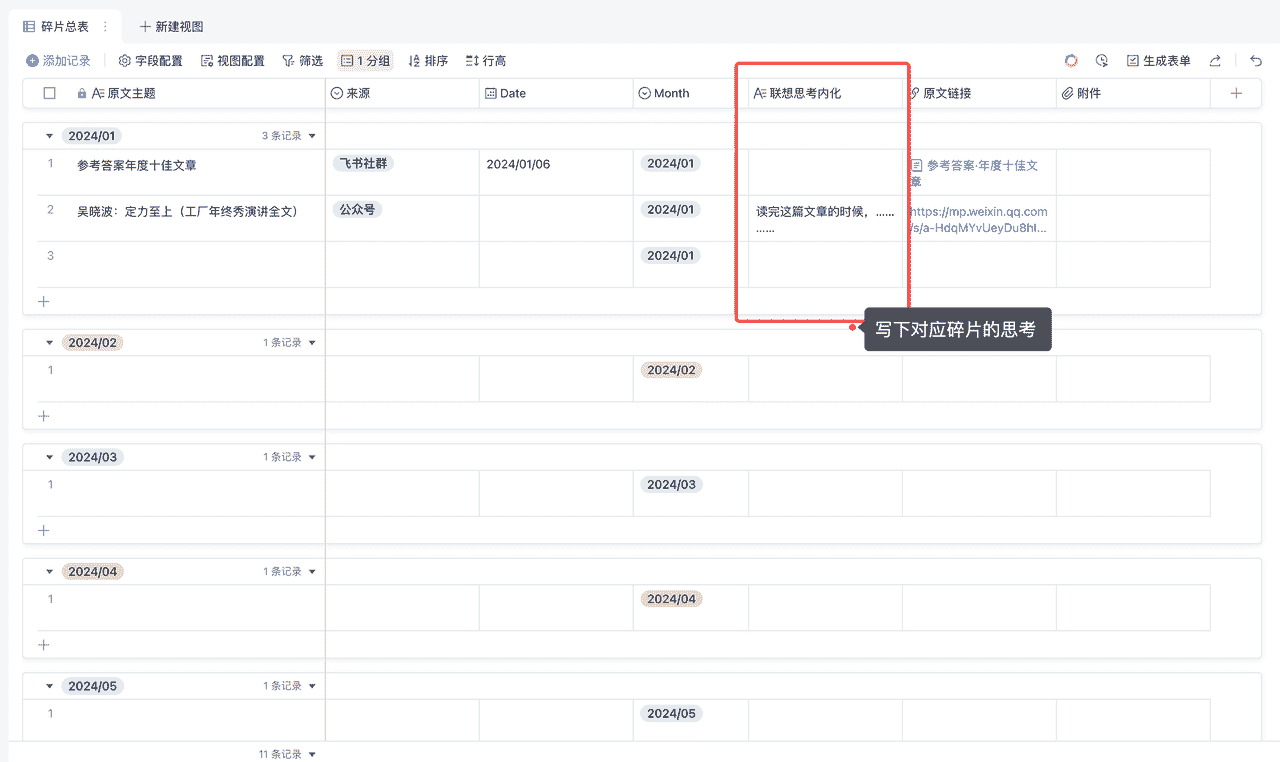 碎片总表 新建视图
添加记录 字段配置 视图配置 筛选 1 分组 排序 行高 生成表单
原文主题 来源 Date Month 联想思考内化 原文链接 附件
2024/01 3 条记录
1 参考答案年度十佳文章 1 飞书社群 2024/01/06 2024/01 参考答案·年度十佳文
章
2 吴晓波：定力至上（工厂年终秀演讲全文） 公众号 2024/01 读完这篇文章的时候，…… https://mp.weixin.qq.com
…… /s/a-HdqMYvUeyDu8hI...
3 2024/01
写下对应碎片的思考
2024/02 1 条记录
1 2024/02
2024/03 1 条记录
1 2024/03
2024/04 1 条记录
1 2024/04
2024/05 1 条记录
1 2024/05
11 条记录